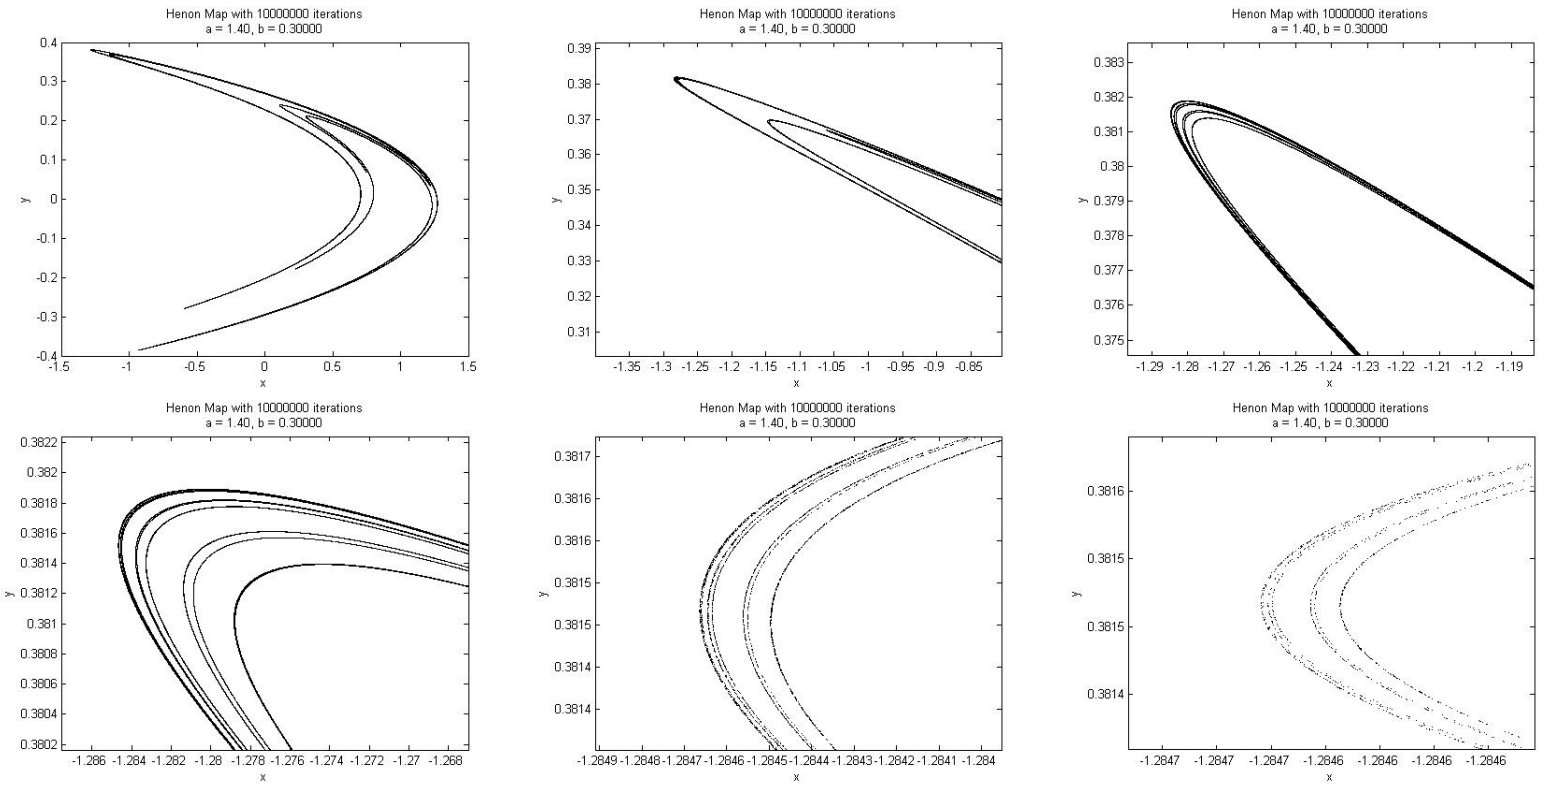 Henon Map with 10000000 iterations
a = 1.40, b = 0.30000
0.4
0.3
0.2
0.1
0
-0.1
-0.2
-0.3
-0.4
y
-1.5 -1 -0.5 0 0.5 1 1.5
x
Henon Map with 10000000 iterations
a = 1.40, b = 0.30000
0.39
0.38
0.37
0.36
0.35
0.34
0.33
0.32
0.31
y
-1.35 -1.3 -1.25 -1.2 -1.15 -1.1 -1.05 -1 -0.95 -0.9 -0.85
x
Henon Map with 10000000 iterations
a = 1.40, b = 0.30000
0.383
0.382
0.381
0.38
0.379
0.378
0.377
0.376
0.375
y
-1.29 -1.28 -1.27 -1.26 -1.25 -1.24 -1.23 -1.22 -1.21 -1.2 -1.19
x
Henon Map with 10000000 iterations
a = 1.40, b = 0.30000
0.3822
0.382
0.3818
0.3816
0.3814
0.3812
0.381
0.3808
0.3806
0.3804
0.3802
y
-1.286 -1.284 -1.282 -1.28 -1.278 -1.276 -1.274 -1.272 -1.27 -1.268
x
Henon Map with 10000000 iterations
a = 1.40, b = 0.30000
0.3817
0.3816
0.3816
0.3815
0.3815
0.3814
0.3814
y
-1.2849 -1.2848 -1.2847 -1.2846 -1.2845 -1.2844 -1.2843 -1.2842 -1.2841 -1.284
x
Henon Map with 10000000 iterations
a = 1.40, b = 0.30000
0.3816
0.3815
0.3815
0.3814
y
-1.2847 -1.2847 -1.2847 -1.2846 -1.2846 -1.2846 -1.2846
x